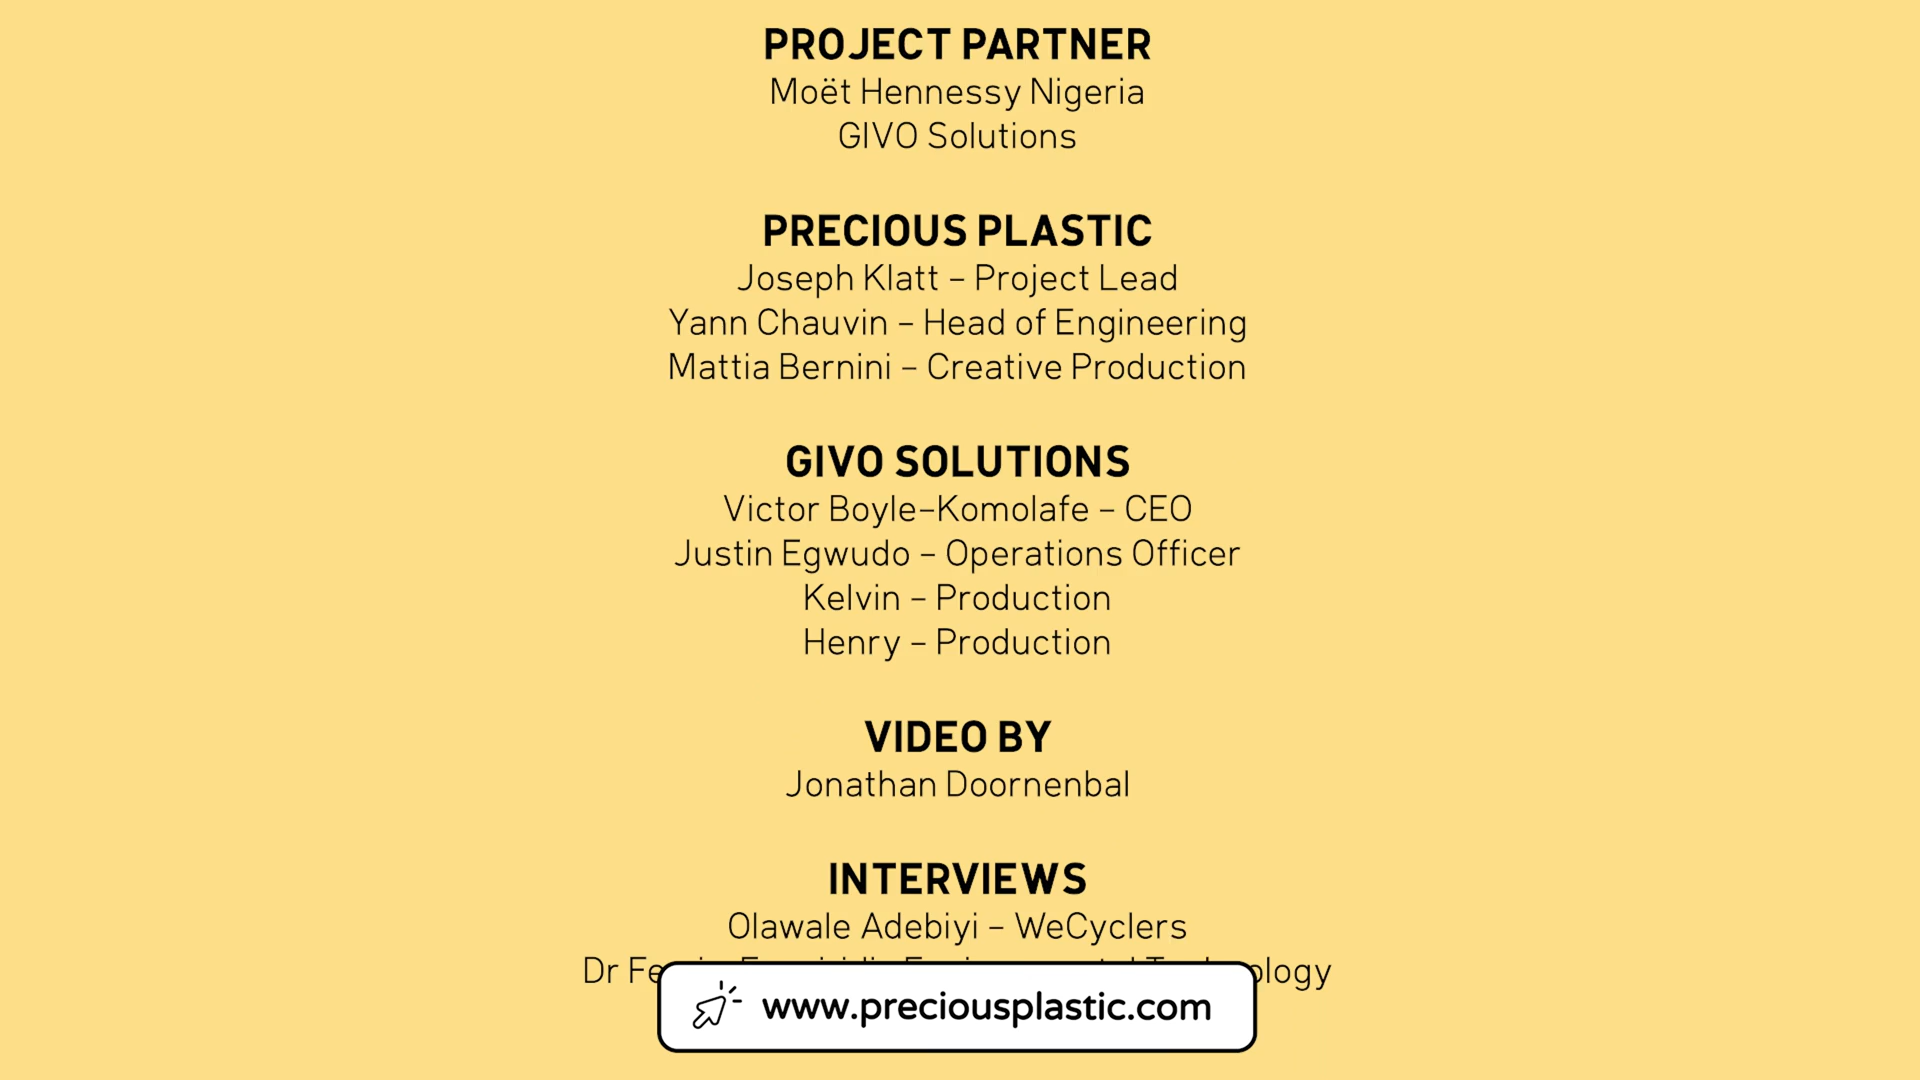 PROJECT PARTNER
Moët Hennessy Nigeria
GIVO Solutions
PRECIOUS PLASTIC
Joseph Klatt – Project Lead
Yann Chauvin – Head of Engineering
Mattia Bernini – Creative Production
GIVO SOLUTIONS
Victor Boyle-Komolafe – CEO
Justin Egwudo – Operations Officer
Kelvin – Production
Henry – Production
VIDEO BY
Jonathan Doornenbal
INTERVIEWS
Olawale Adebiyi – WeCyclers
Dr
www.preciousplastic.com